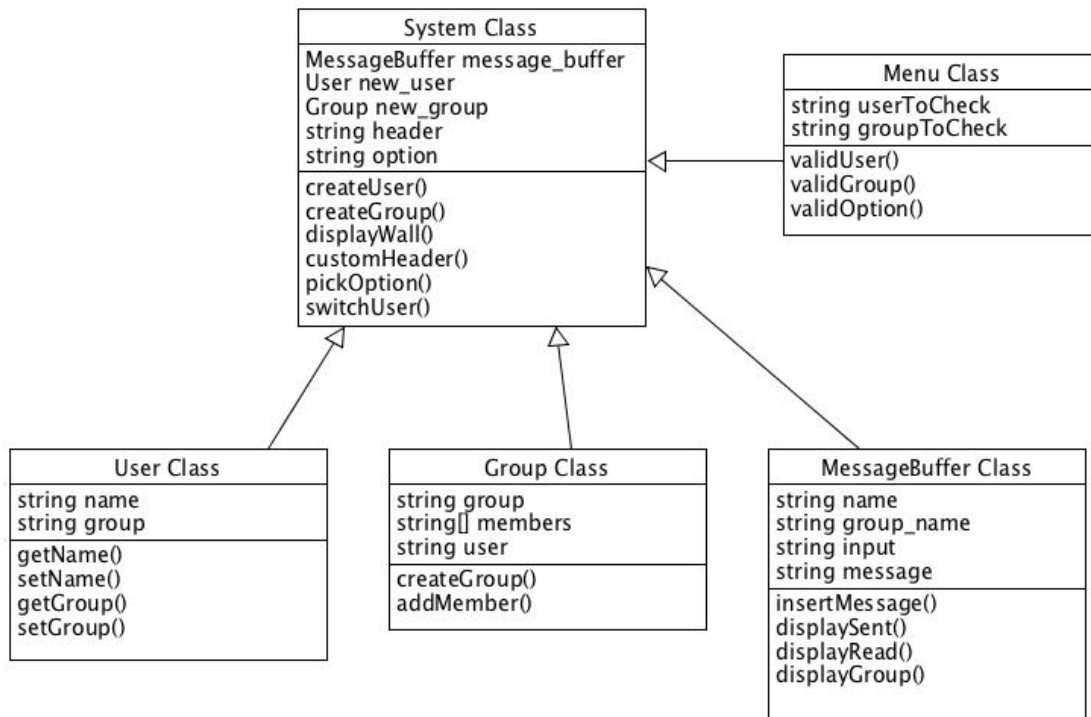 System Class
MessageBuffer message_buffer
User new_user
Group new_group
string header
string option
createUser()
createGroup()
displayWall()
customHeader()
pickOption()
switchUser()
Menu Class
string userToCheck
string groupToCheck
validUser()
validGroup()
validOption()
User Class
string name
string group
getName()
setName()
getGroup()
setGroup()
Group Class
string group
string[] members
string user
createGroup()
addMember()
MessageBuffer Class
string name
string group_name
string input
string message
insertMessage()
displaySent()
displayRead()
displayGroup()